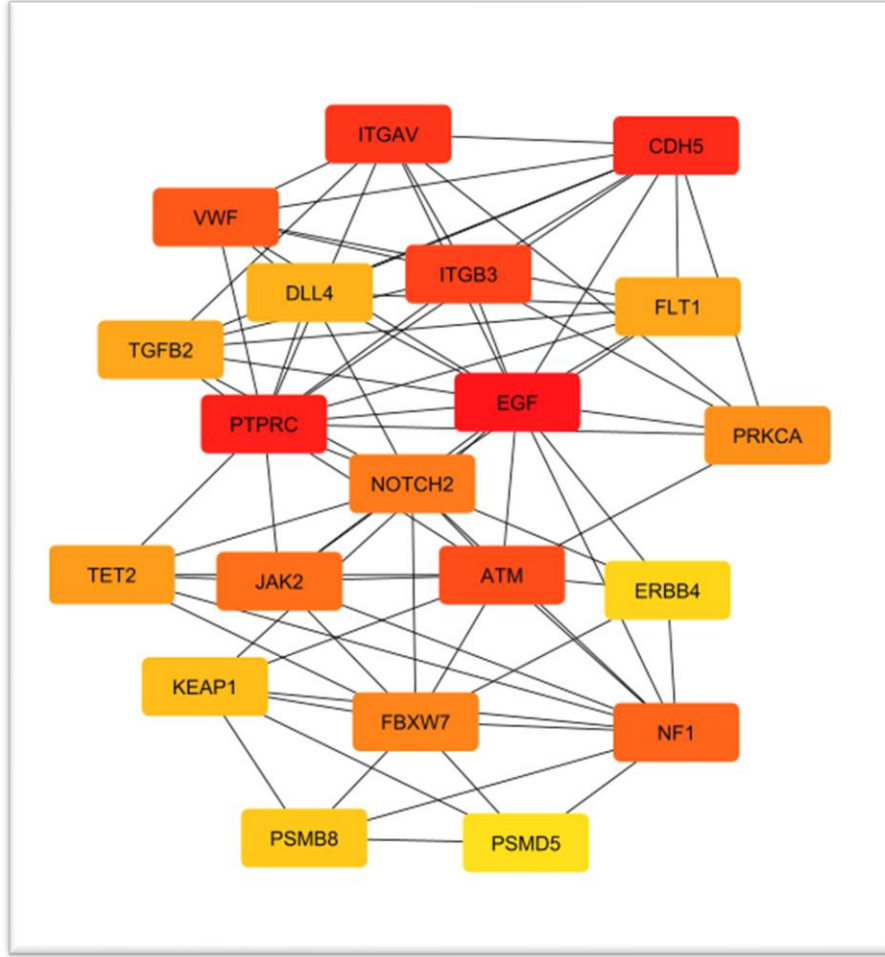 ITGAV
CDH5
VWF
ITGB3
DLL4
FLT1
TGFB2
EGF
PTPRC
PRKCA
NOTCH2
TET2
JAK2
ATM
ERBB4
KEAP1
FBXW7
NF1
PSMB8
PSMD5